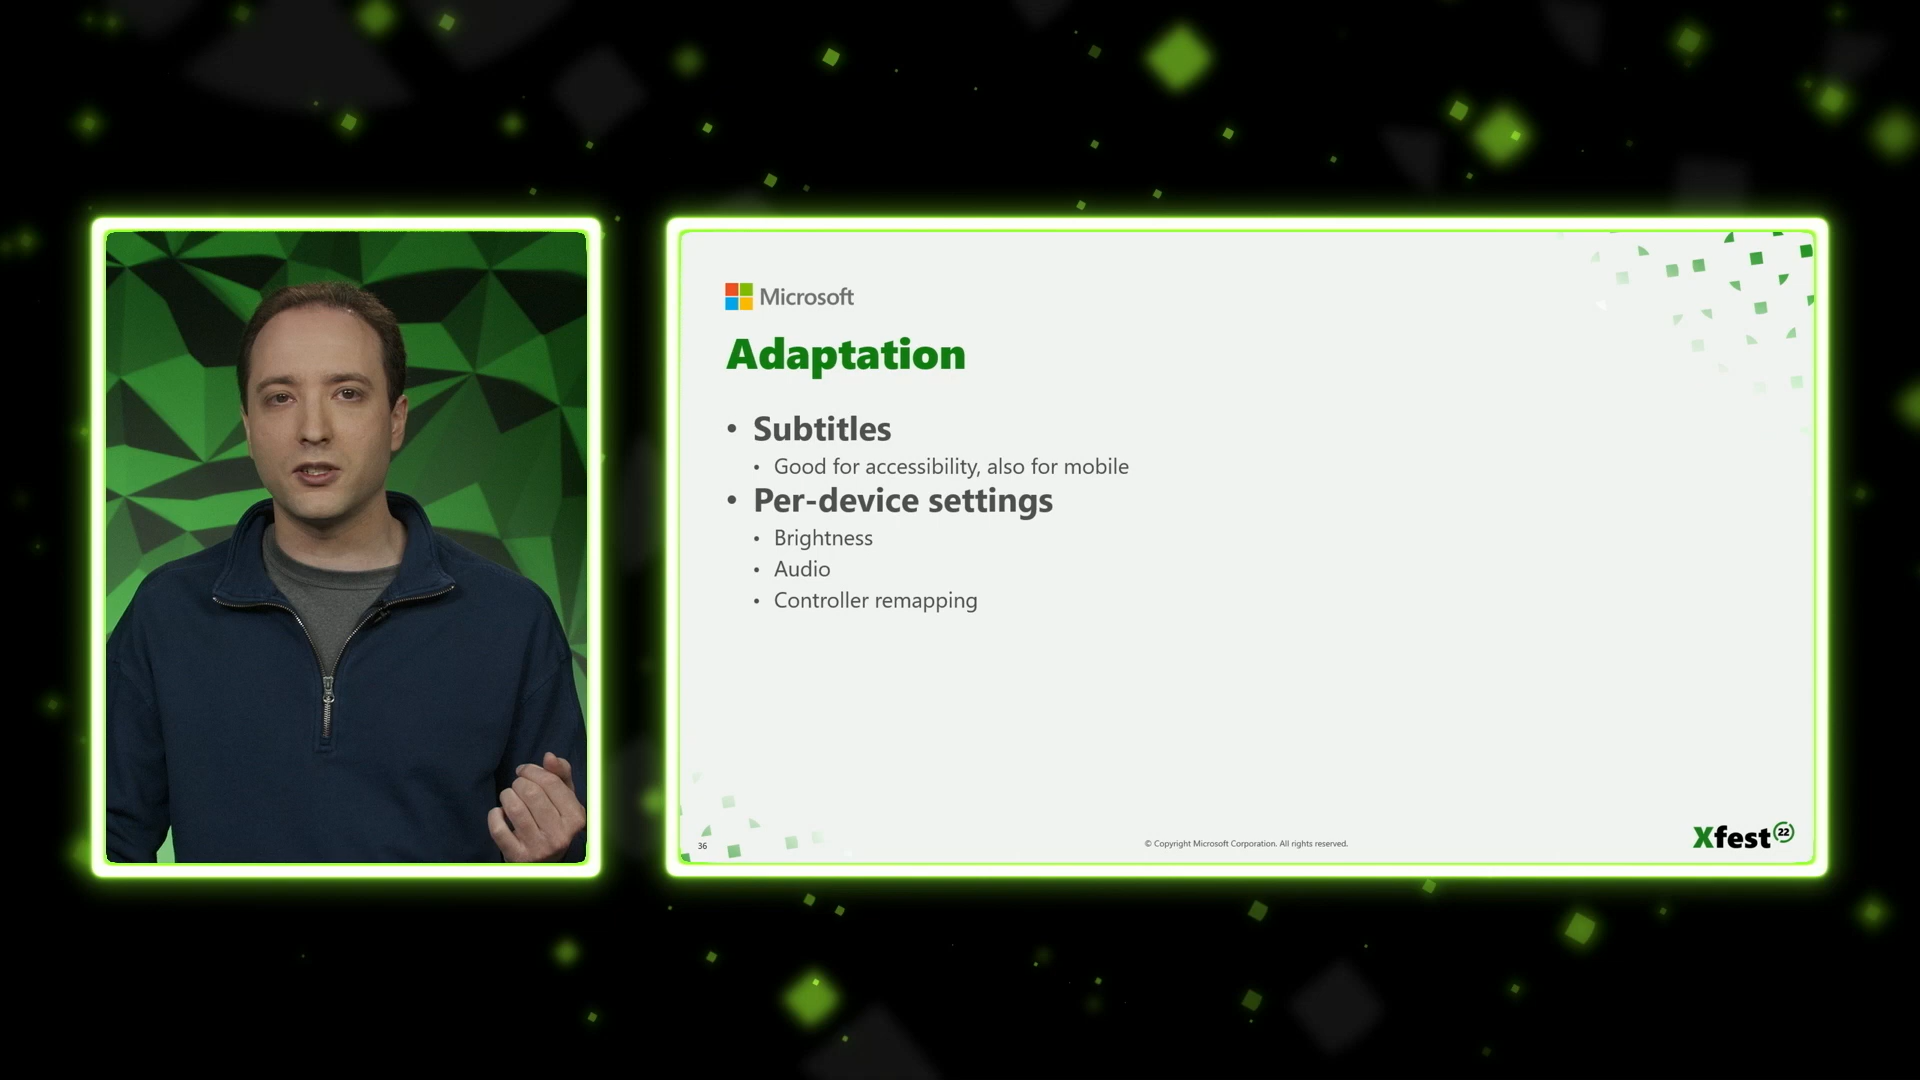 Microsoft
Adaptation
• Subtitles
• Good for accessibility, also for mobile
• Per-device settings
• Brightness
• Audio
• Controller remapping
36
© Copyright Microsoft Corporation. All rights reserved.
Xfest 22